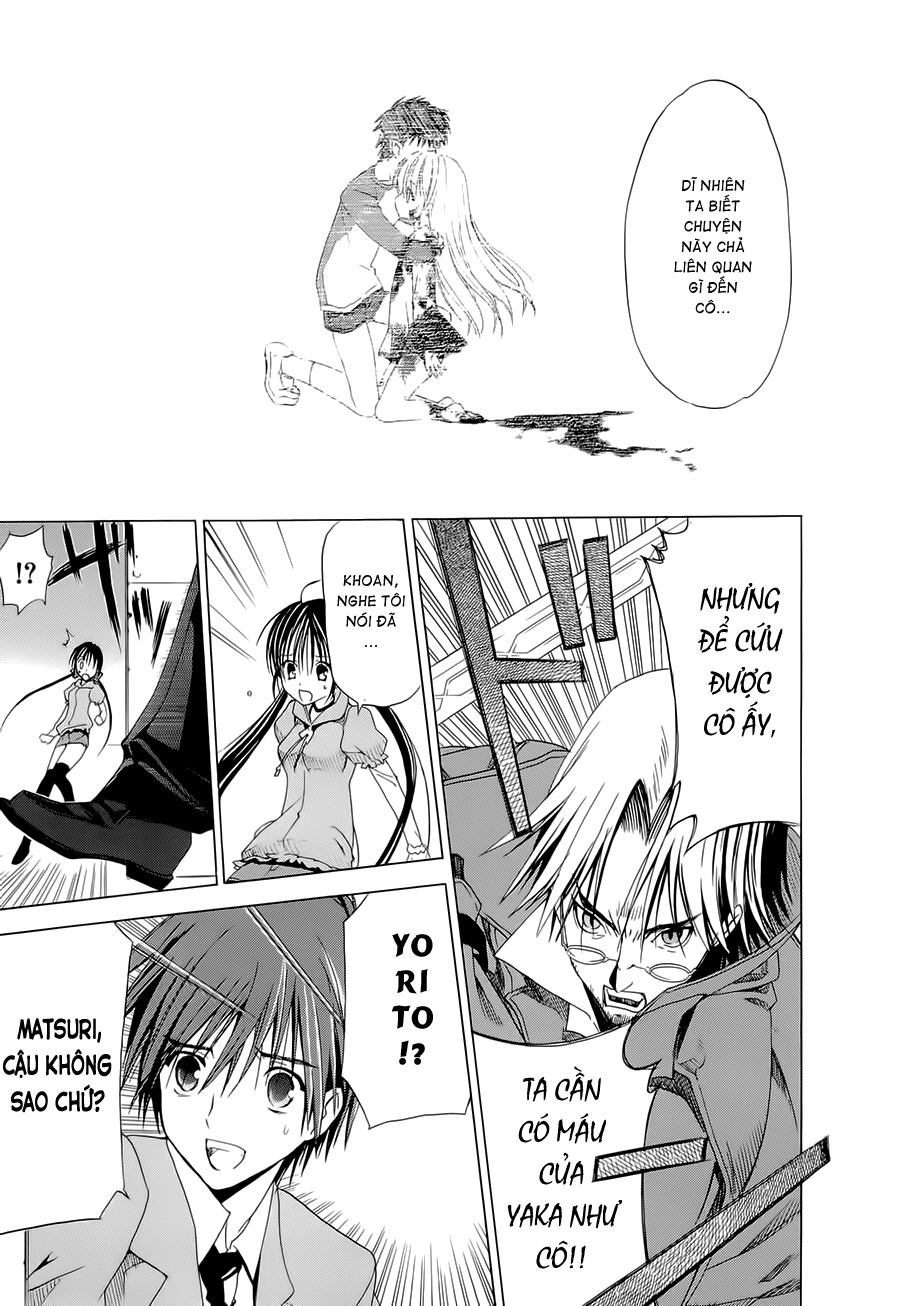 DĨ NHIÊN
TA BIẾT
CHUYỆN
NÀY CHẢ
LIÊN QUAN
GÌ ĐẾN
CÔ...
NHƯNG
ĐỂ CỨU
ĐƯỢC
CÔ ẤY,
TA CẦN
CÓ MÁU
CỦA
YAKA NHƯ
CÔ!!
KHOAN,
NGHE TÔI
NÓI ĐÃ
...
!?
YO
RI
TO
!?
MATSURI,
CẬU KHÔNG
SAO CHỨ?